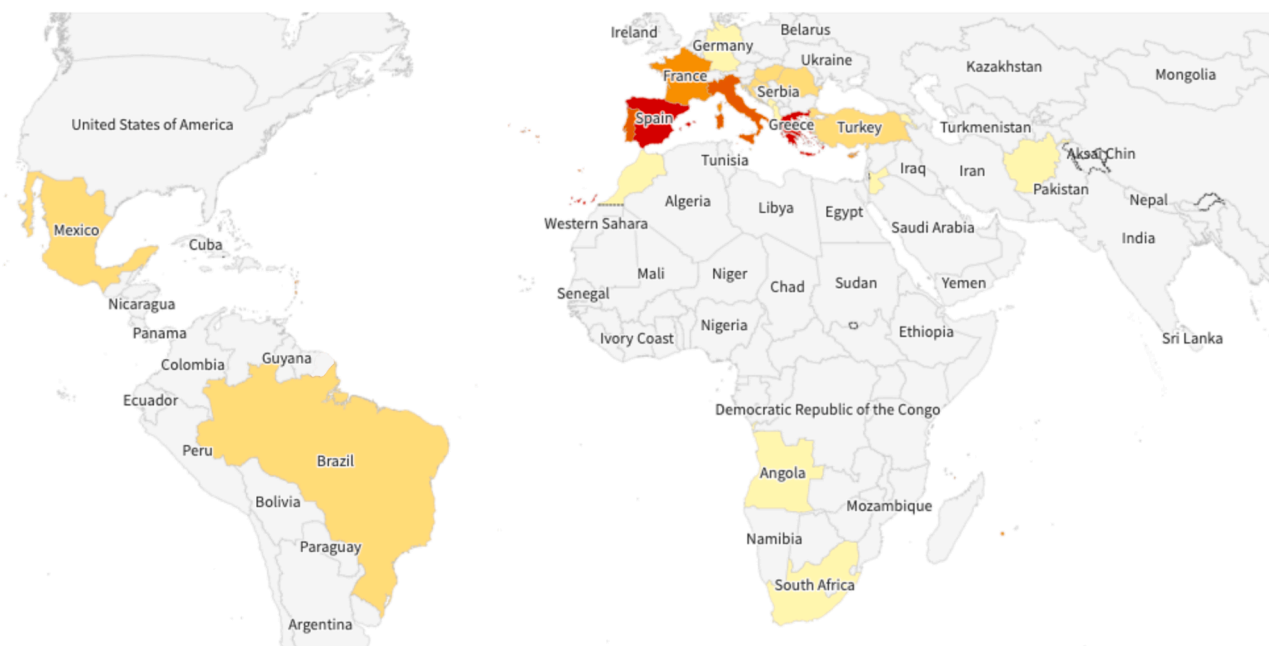 Ireland
Belarus
Germany
Ukraine
France
Kazakhstan
Mongolia
Serbia
United States of America
Spain
Greece
Turkey
Turkmenistan
Aksai Chin
Tunisia
Iraq
Iran
Pakistan
Algeria
Nepal
Libya
Egypt
Mexico
Western Sahara
Saudi Arabia
India
Cuba
Mali
Niger
Chad
Sudan
Yemen
Senegal
Nicaragua
Panama
Nigeria
Ethiopia
Ivory Coast
Sri Lanka
Guyana
Colombia
Ecuador
Democratic Republic of the Congo
Peru
Brazil
Angola
Bolivia
Mozambique
Namibia
Paraguay
South Africa
Argentina